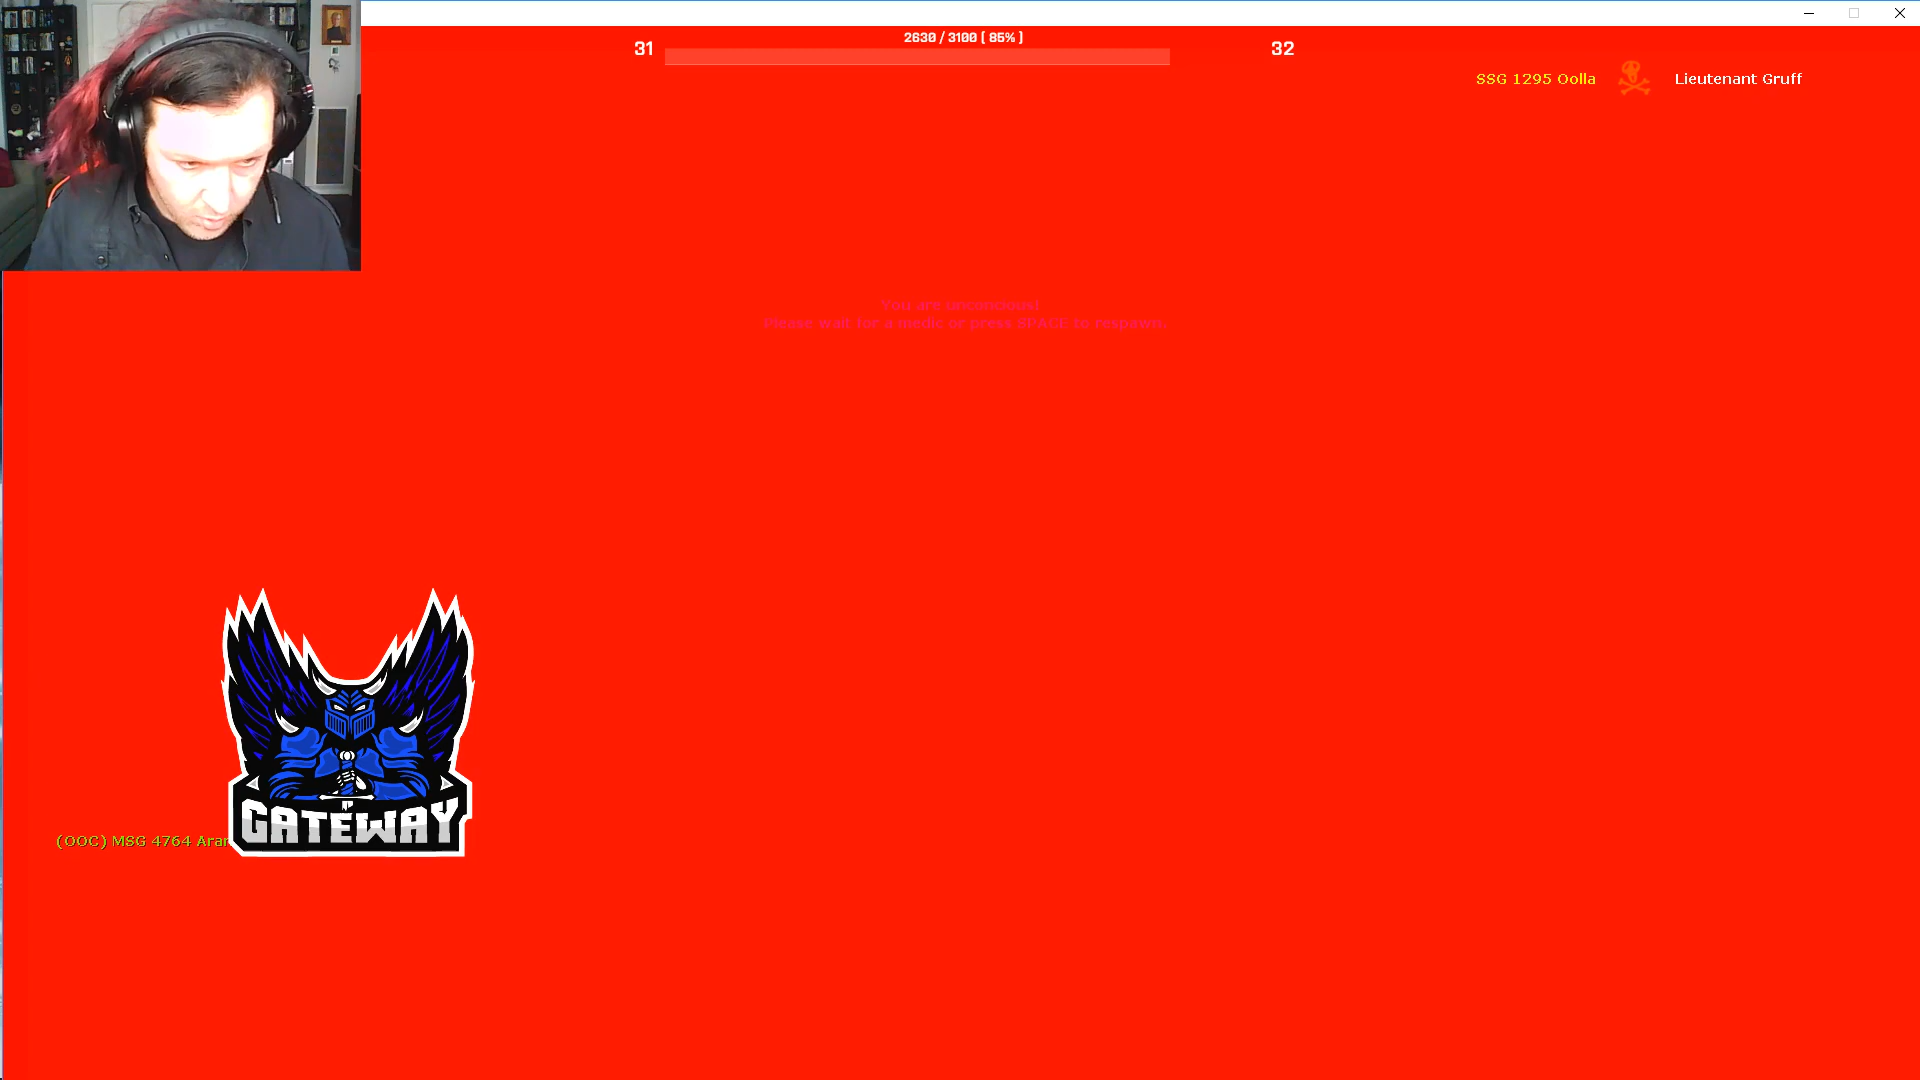 2630 / 3100 [ 85% ]
31
32
SSG 1295 Oolla
Lieutenant Gruff
You are unconcious!
Please wait for a medic or press SPACE to respawn.
GATEWAY
(OOC) MSG 4764 Aran